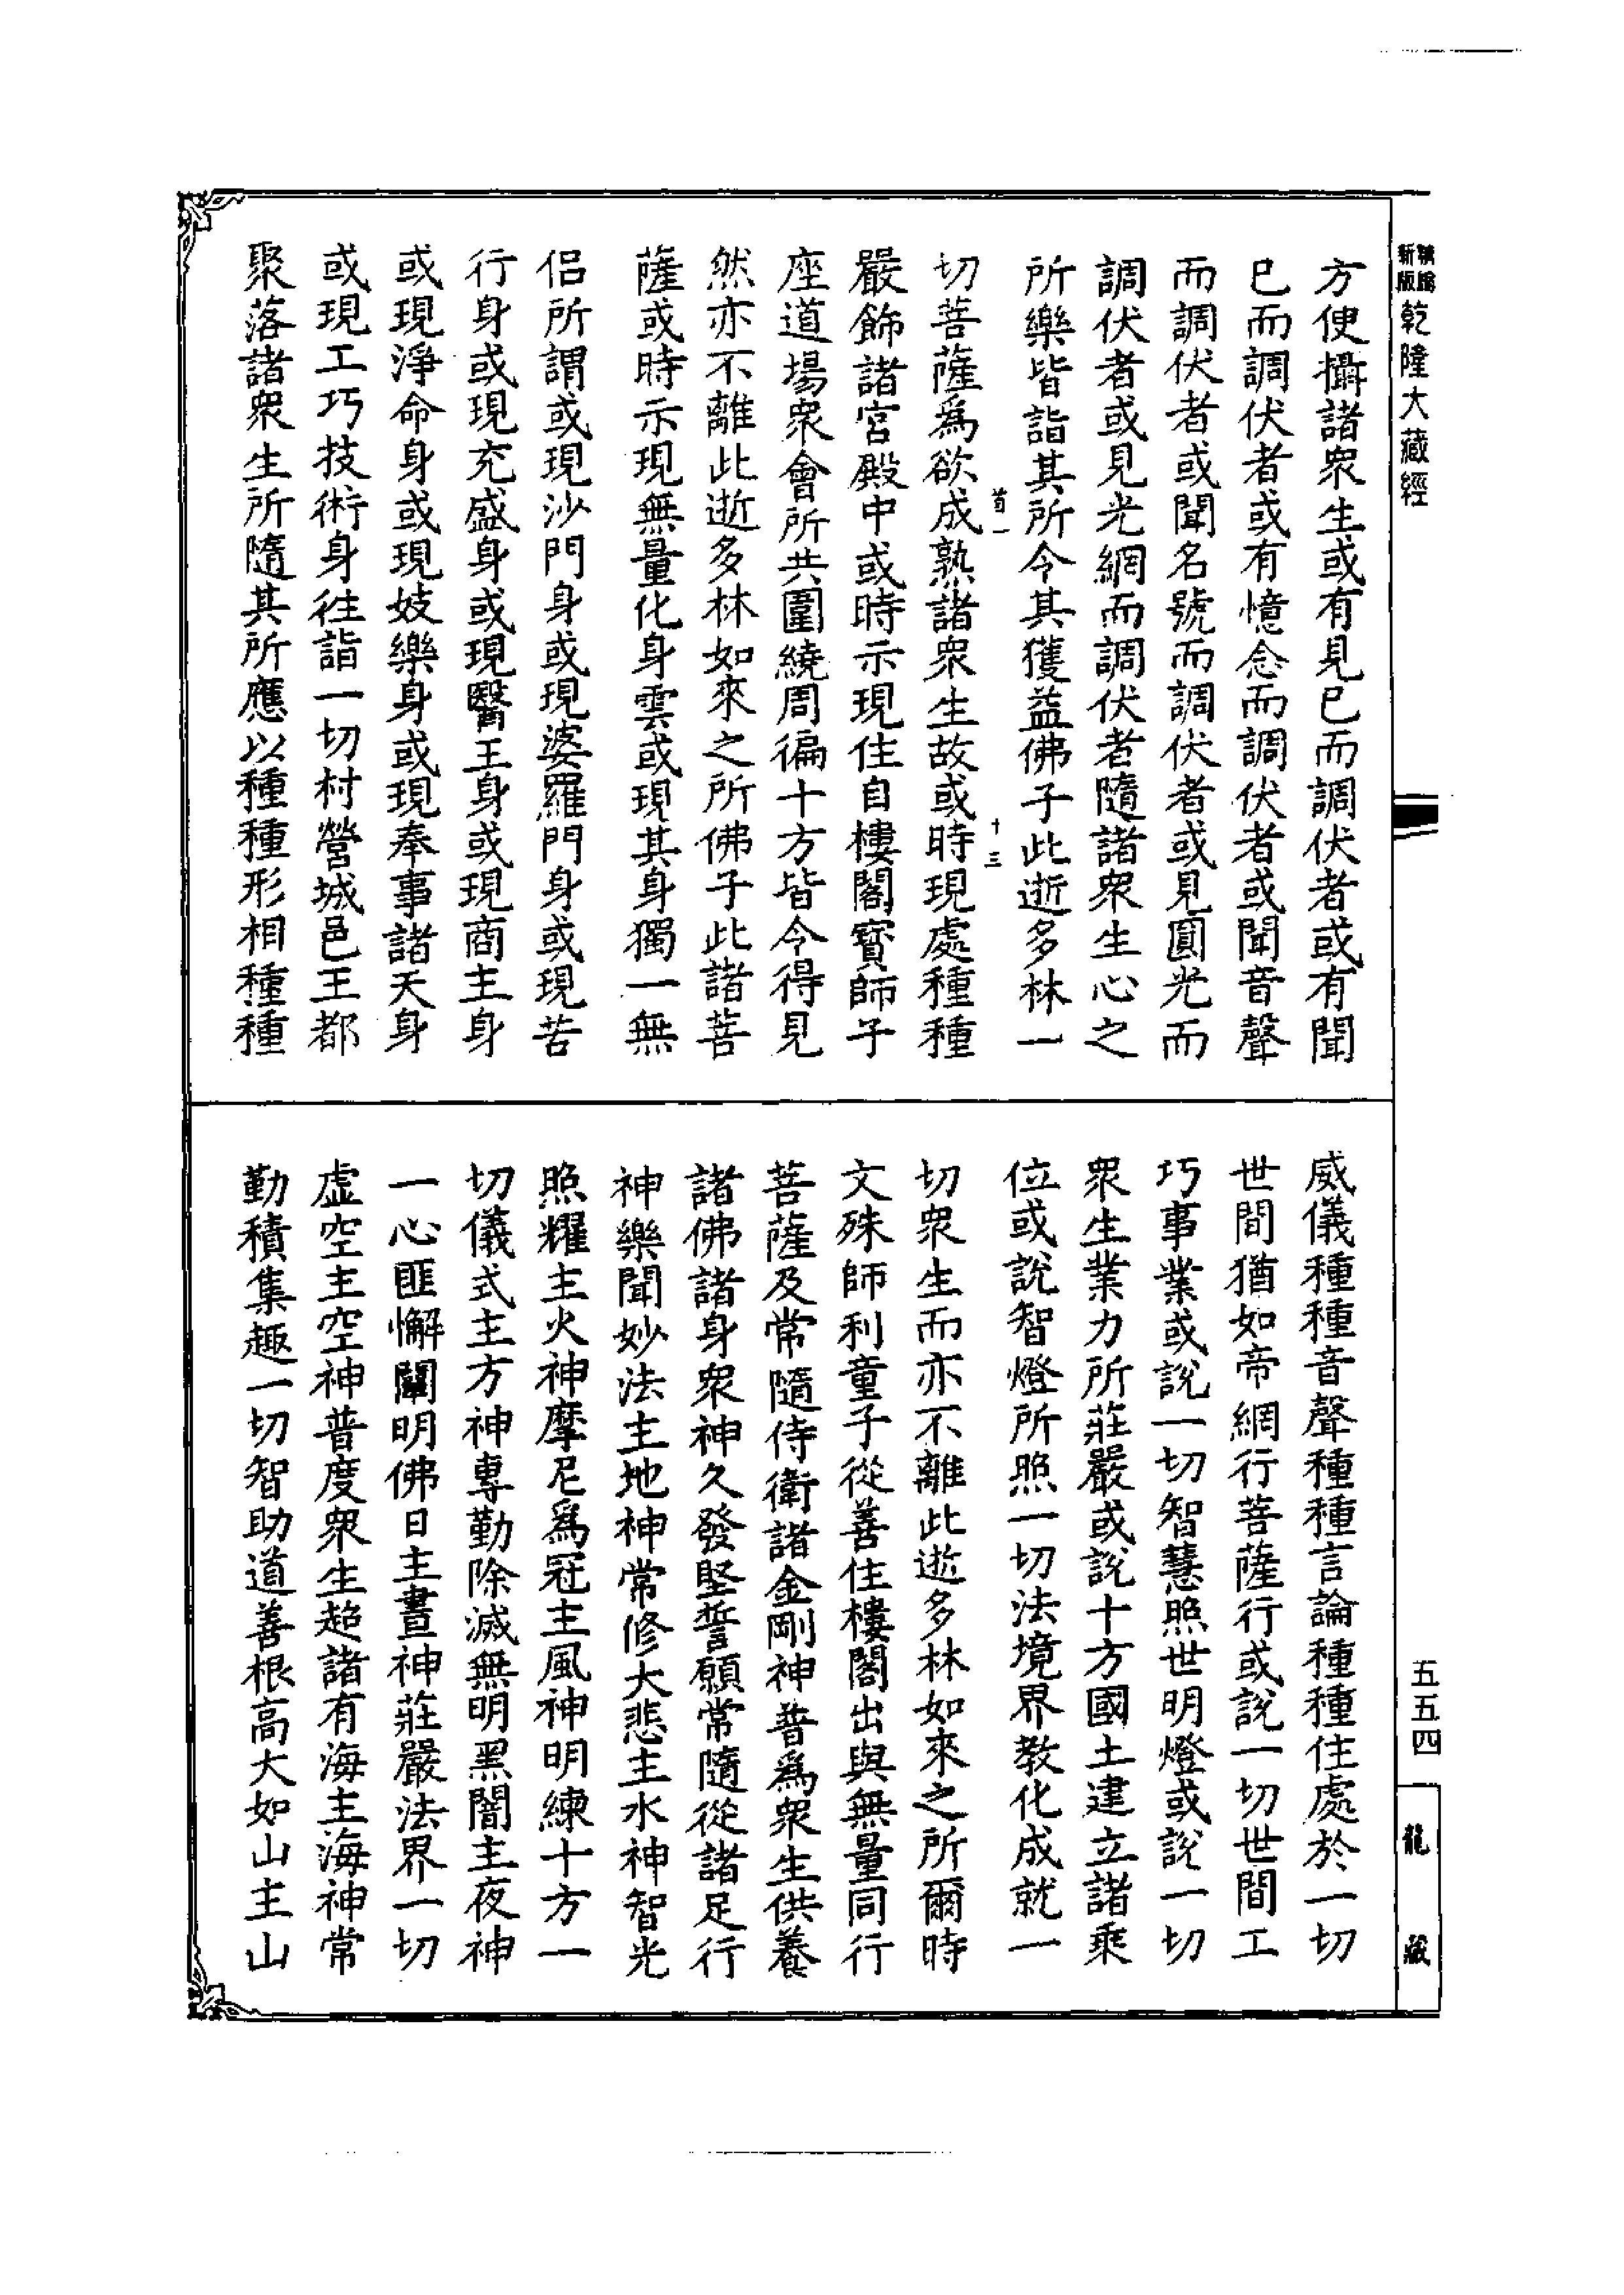 新版
乾隆大藏經
方便攝諸衆生或有見已而調伏者或有聞
已而調伏者或有憶念而調伏者或聞音聲
而調伏者或聞名號而調伏者或見圓光而
調伏者或見光網而調伏者隨諸衆生心之
所樂皆詣其所令其獲益佛子此逝多林一
十三
切菩薩爲欲成熟諸衆生故或時現處種種
嚴飾諸宮殿中或時示現住自樓閣寶師子
座道場衆會所共圍繞周徧十方皆令得見
然亦不離此逝多林如來之所佛子此諸菩
薩或時示現無量化身雲或現其身獨一無
侶所謂或現沙門身或現婆羅門身或現苦
行身或現充盛身或現醫王身或現商主身
或現淨命身或現妓樂身或現奉事諸天身
或現工巧技術身往詣一切村營城邑王都
聚落諸衆生所隨其所應以種種形相種種
威儀種種音聲種種言論種種住處於一切
世間猶如帝網行菩薩行或說一切世間工
巧事業或說一切智慧照世明燈或說一切
衆生業力所莊嚴或說十方國土建立諸乘
位或說智燈所照一切法境界教化成就一
切衆生而亦不離此逝多林如來之所爾時
文殊師利童子從善住樓閣出與無量同行
菩薩及常隨侍衛諸金剛神普爲衆生供養
諸佛諸身衆神久發堅誓願常隨從諸足行
神樂聞妙法主地神常修大悲主水神智光
照耀主火神摩尼爲冠主風神明練十方一
切儀式主方神專勤除滅無明黑闇主夜神
一心匪懈闡明佛日主晝神莊嚴法界一切
虛空主空神普度衆生超諸有海主海神常
勤積集趣一切智助道善根高大如山主山
五五四
龍藏